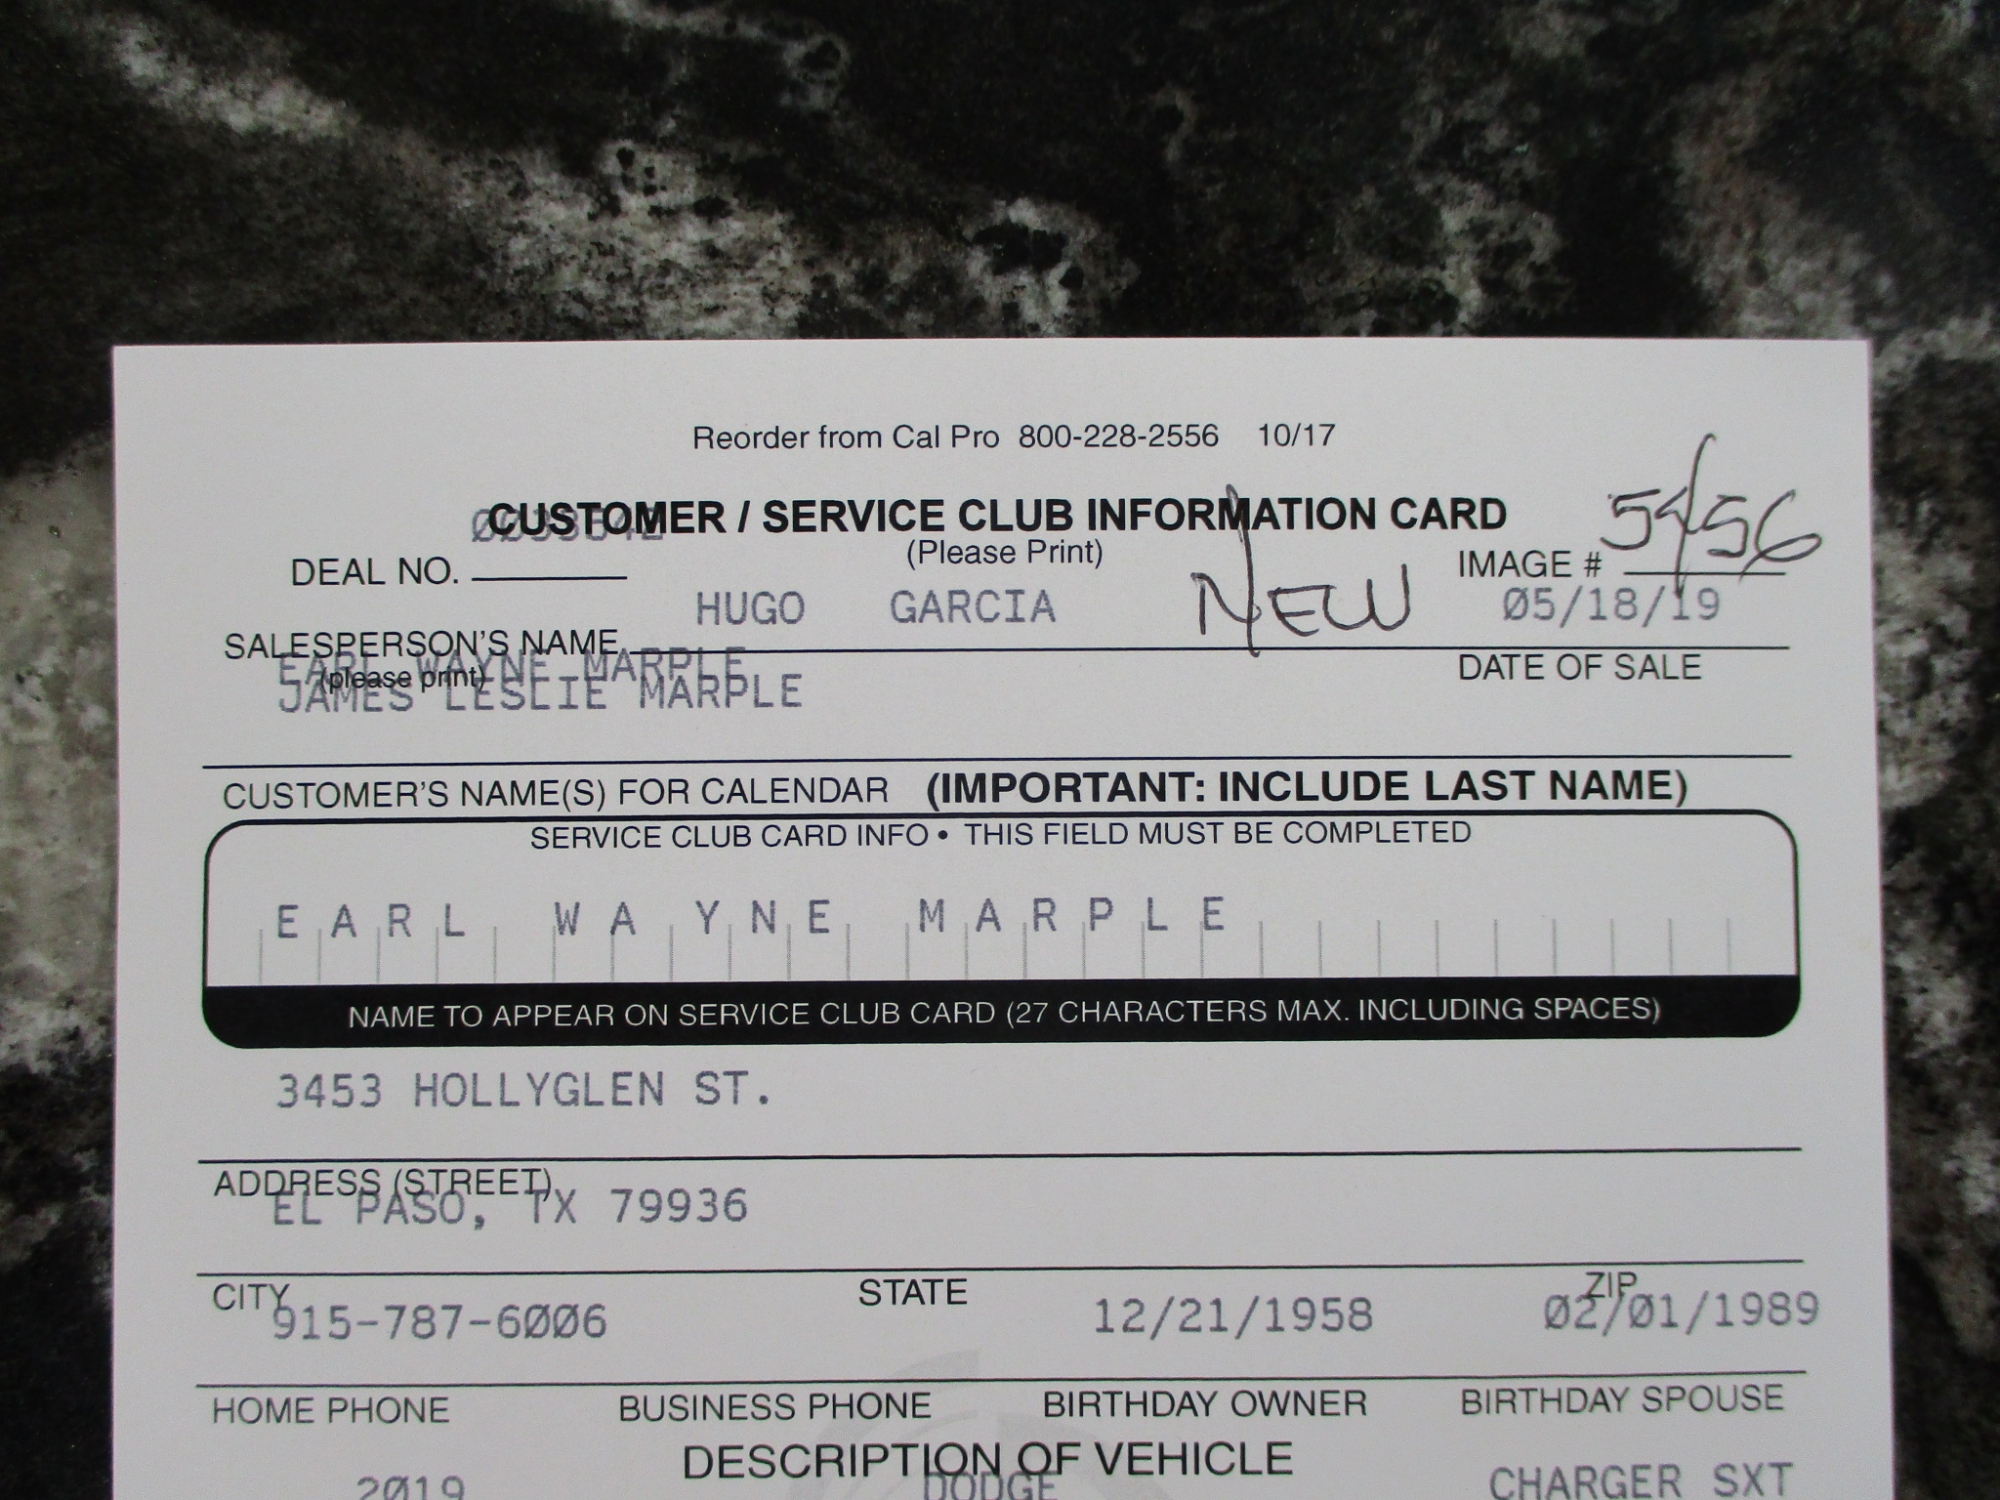 Reorder from Cal Pro 800-228-2556 10/17
CUSTOMER / SERVICE CLUB INFORMATION CARD
(Please Print)
DEAL NO.
IMAGE #
HUGO GARCIA NEW 05/18/19
SALESPERSON'S NAME
(please print)
DATE OF SALE
EARL WAYNE MARPLE
JAMES LESLIE MARPLE
CUSTOMER'S NAME(S) FOR CALENDAR (IMPORTANT: INCLUDE LAST NAME)
SERVICE CLUB CARD INFO • THIS FIELD MUST BE COMPLETED
EARL WAYNE MARPLE
NAME TO APPEAR ON SERVICE CLUB CARD (27 CHARACTERS MAX. INCLUDING SPACES)
3453 HOLLYGLEN ST.
ADDRESS (STREET)
EL PASO, TX 79936
CITY STATE ZIP
915-787-6006 12/21/1958 02/01/1989
HOME PHONE BUSINESS PHONE BIRTHDAY OWNER BIRTHDAY SPOUSE
DESCRIPTION OF VEHICLE
2019 DODGE CHARGER SXT